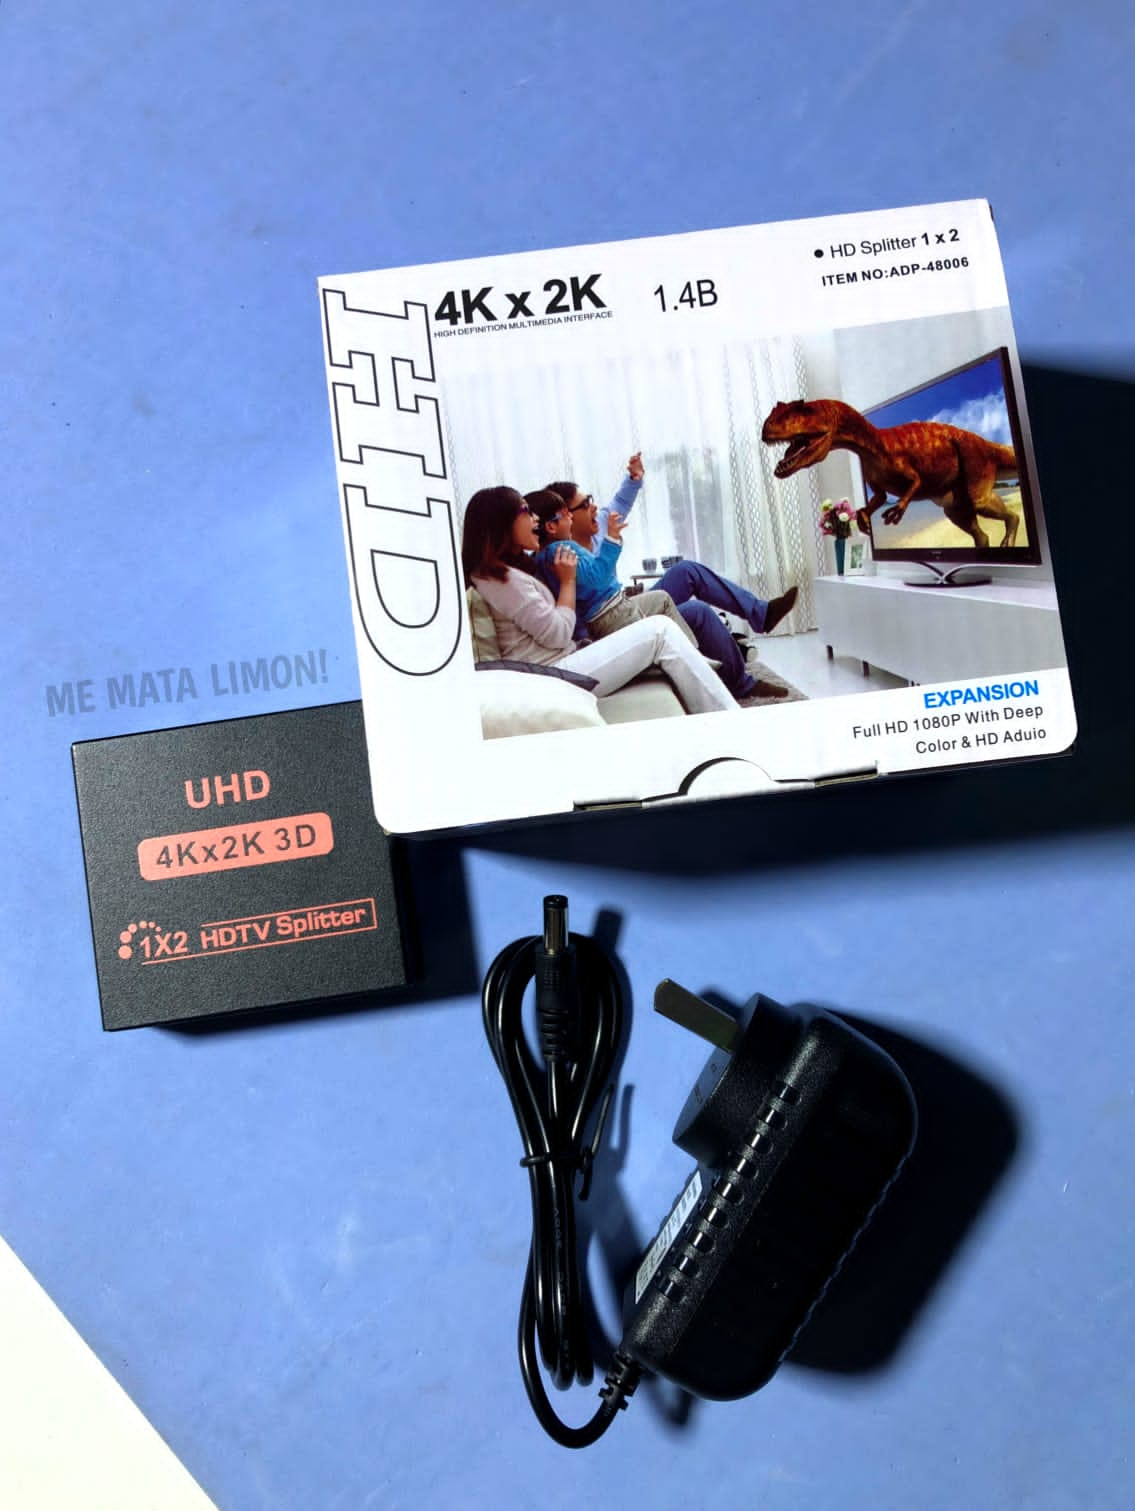 HD Splitter 1 x 2
ITEM NO:ADP-48006
4K x 2K
1.4B
HIGH DEFINITION MULTIMEDIA INTERFACE
HD
EXPANSION
Full HD 1080P With Deep
Color & HD Aduio
ME MATA LIMON!
UHD
4Kx2K 3D
1X2 HDTV Splitter